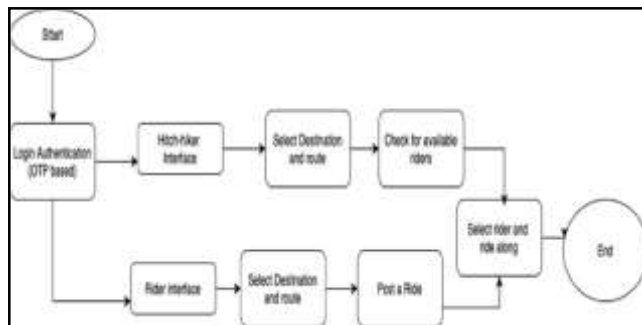 Start
Login Authentication
(OTP based)
Hitch-hiker
Interface
Select Destination
and route
Check for available
riders
Select rider and
ride along
End
Rider interface
Select Destination
and route
Post a Ride